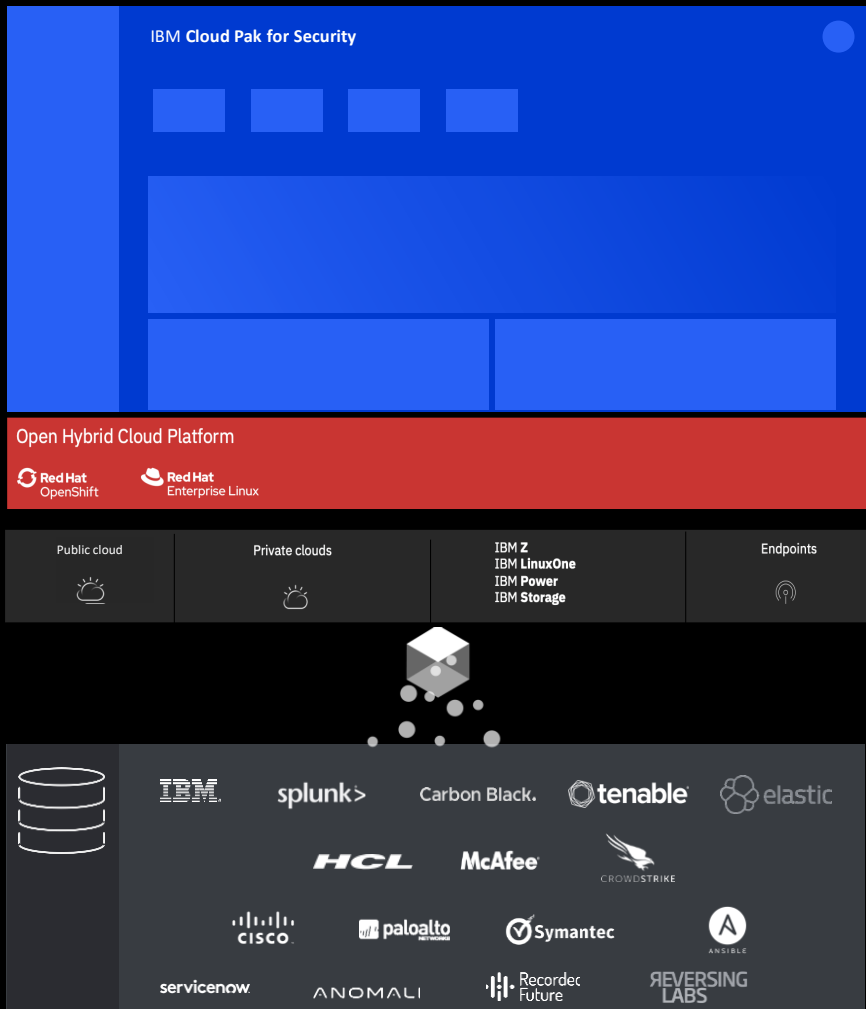 IBM Cloud Pak for Security
Open Hybrid Cloud Platform
Red Hat
OpenShift
Red Hat
Enterprise Linux
Public cloud
Private clouds
IBM Z
IBM LinuxOne
IBM Power
IBM Storage
Endpoints
IBM
splunk>
Carbon Black.
tenable
elastic
HCL
McAfee
CROWDSTRIKE
CISCO
paloalto
NETWORKS
Symantec
A
ANSIBLE
servicenow
ANOMALI
Recorded
Future
REVERSING
LABS